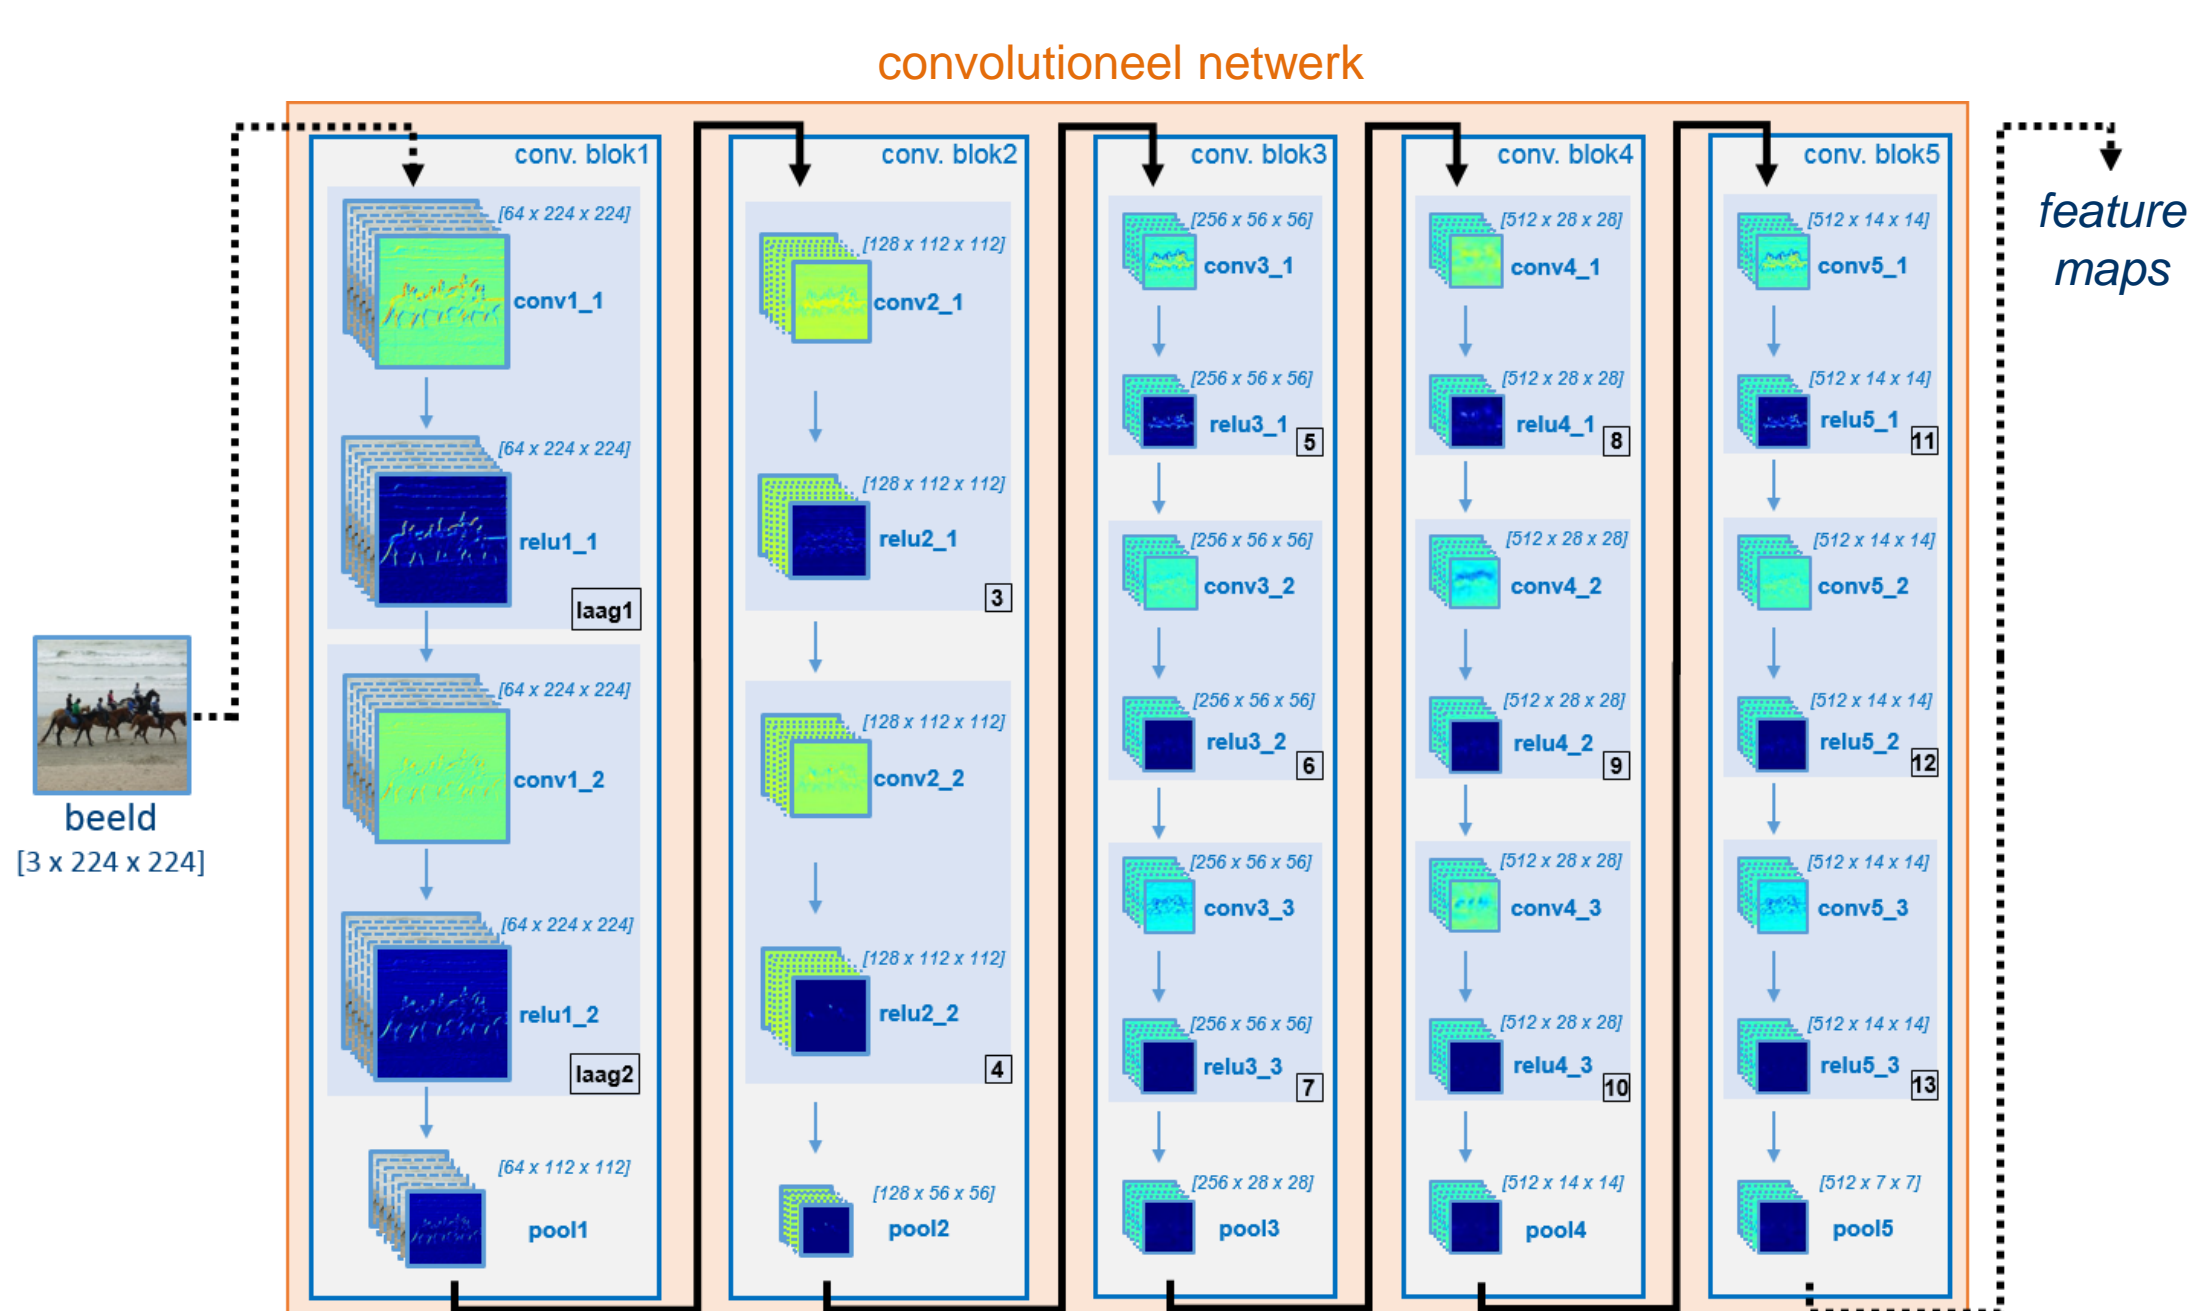 convolutioneel netwerk
beeld
[3 x 224 x 224]
conv. blok1
[64 x 224 x 224]
conv1_1
[64 x 224 x 224]
relu1_1
laag1
[64 x 224 x 224]
conv1_2
[64 x 224 x 224]
relu1_2
laag2
[64 x 112 x 112]
pool1
conv. blok2
[128 x 112 x 112]
conv2_1
[128 x 112 x 112]
relu2_1
3
[128 x 112 x 112]
conv2_2
[128 x 112 x 112]
relu2_2
4
[128 x 56 x 56]
pool2
conv. blok3
[256 x 56 x 56]
conv3_1
[256 x 56 x 56]
relu3_1
5
[256 x 56 x 56]
conv3_2
[256 x 56 x 56]
relu3_2
6
[256 x 56 x 56]
conv3_3
[256 x 56 x 56]
relu3_3
7
[256 x 28 x 28]
pool3
conv. blok4
[512 x 28 x 28]
conv4_1
[512 x 28 x 28]
relu4_1
8
[512 x 28 x 28]
conv4_2
[512 x 28 x 28]
relu4_2
9
[512 x 28 x 28]
conv4_3
[512 x 28 x 28]
relu4_3
10
[512 x 14 x 14]
pool4
conv. blok5
[512 x 14 x 14]
conv5_1
[512 x 14 x 14]
relu5_1
11
[512 x 14 x 14]
conv5_2
[512 x 14 x 14]
relu5_2
12
[512 x 14 x 14]
conv5_3
[512 x 14 x 14]
relu5_3
13
[512 x 7 x 7]
pool5
feature
maps